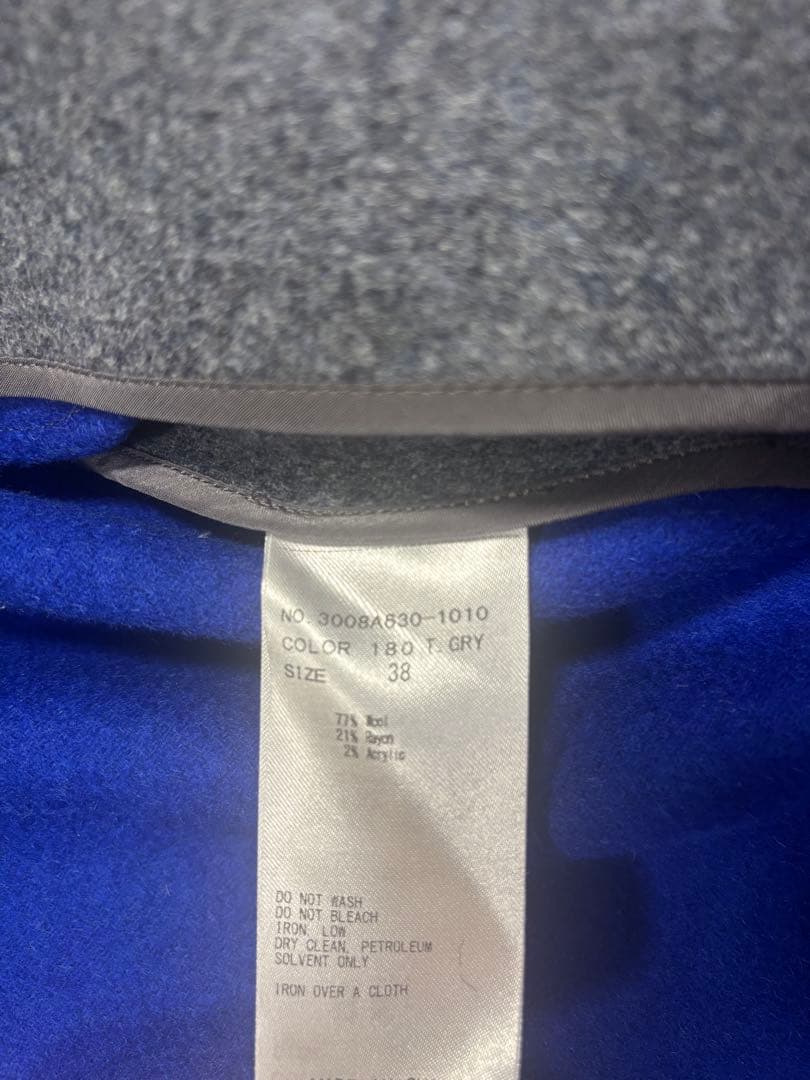 NO. 3008A630-1010
COLOR 180 T.GRY
SIZE 38
77% Wool
21% Rayon
2% Acrylic
DO NOT WASH
DO NOT BLEACH
IRON, LOW
DRY CLEAN, PETROLEUM
SOLVENT ONLY
IRON OVER A CLOTH